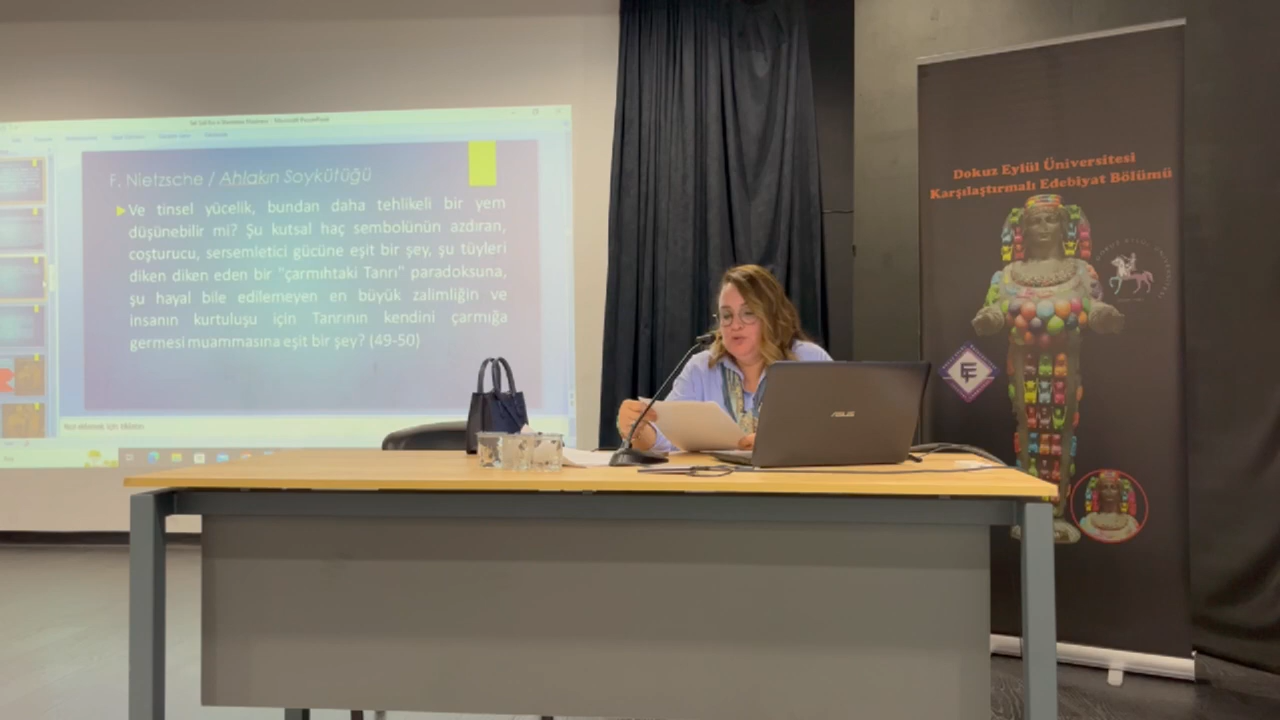 F. Nietzsche / Ahlakın Soykütüğü
Ve tinsel yücelik, bundan daha tehlikeli bir yem
düşünebilir mi? Şu kutsal haç sembolünün azdıran,
coşturucu, sersemletici gücüne eşit bir şey, şu tüyleri
diken diken eden bir "çarmıhtaki Tanrı" paradoksuna,
şu hayal bile edilemeyen en büyük zalimliğin ve
insanın kurtuluşu için Tanrının kendini çarmığa
germesi muammasına eşit bir şey? (49-50)
ASUS
Dokuz Eylül Üniversitesi
Karşılaştırmalı Edebiyat Bölümü